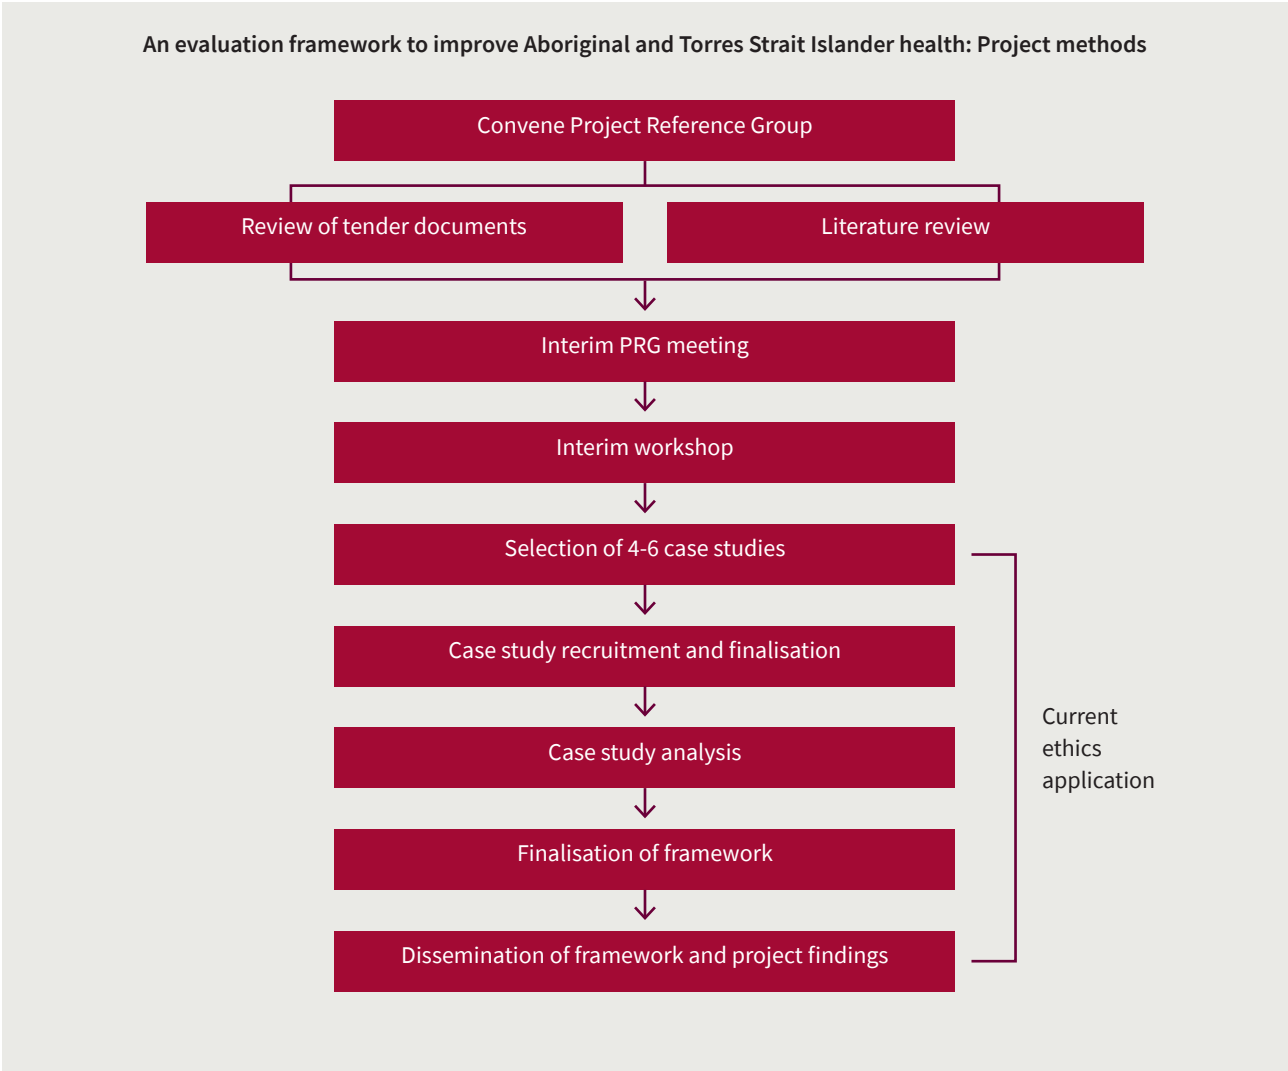 An evaluation framework to improve Aboriginal and Torres Strait Islander health: Project methods
Convene Project Reference Group
Review of tender documents
Literature review
Interim PRG meeting
Interim workshop
Selection of 4-6 case studies
Case study recruitment and finalisation
Case study analysis
Finalisation of framework
Dissemination of framework and project findings
Current
ethics
application